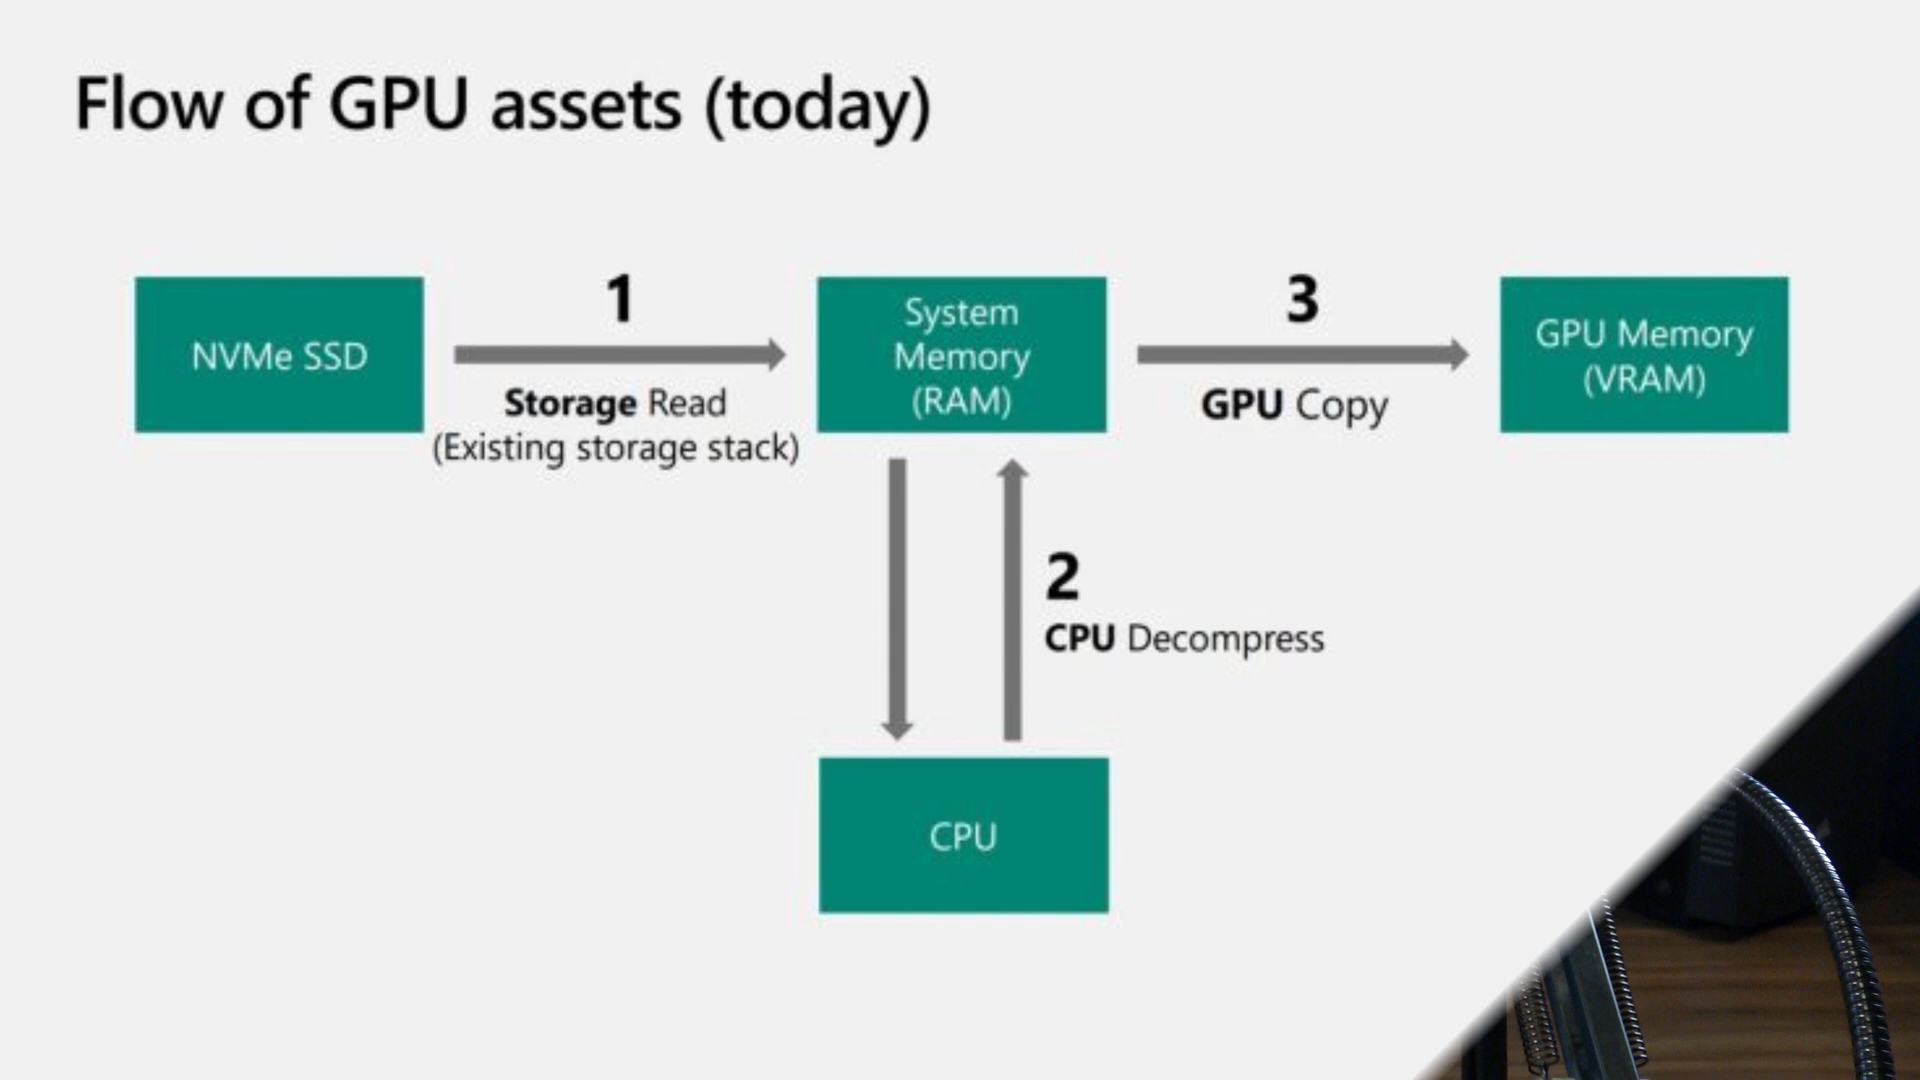 Flow of GPU assets (today)
NVMe SSD
1
Storage Read
(Existing storage stack)
System
Memory
(RAM)
3
GPU Copy
GPU Memory
(VRAM)
2
CPU Decompress
CPU